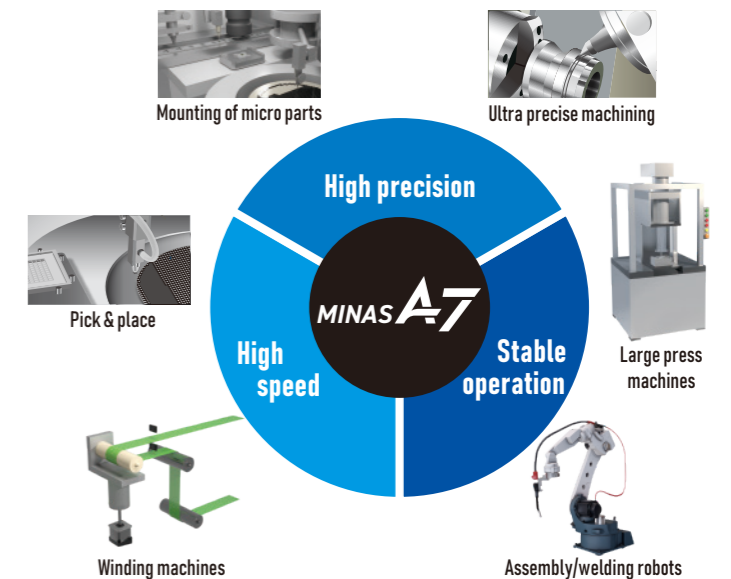 Mounting of micro parts
Ultra precise machining
High precision
Pick & place
MINAS A7
High
speed
Stable
operation
Large press
machines
Winding machines
Assembly/welding robots